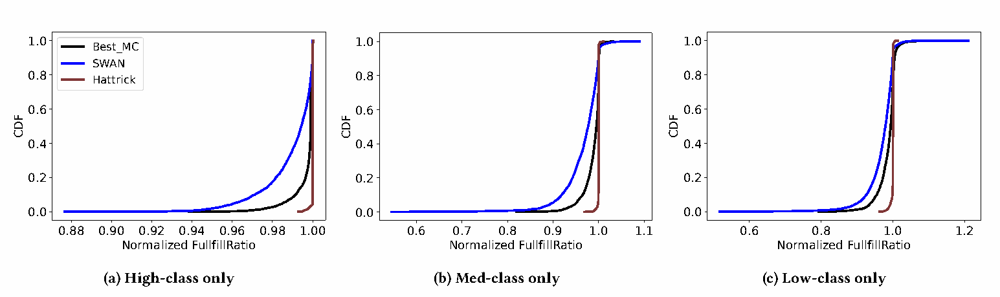 1.0
0.8
0.6
0.4
0.2
0.0
CDF
Best_MC
SWAN
Hattrick
0.88 0.90 0.92 0.94 0.96 0.98 1.00
Normalized FullfillRatio
(a) High-class only
1.0
0.8
0.6
0.4
0.2
0.0
CDF
0.6 0.7 0.8 0.9 1.0 1.1
Normalized FullfillRatio
(b) Med-class only
1.0
0.8
0.6
0.4
0.2
0.0
CDF
0.6 0.8 1.0 1.2
Normalized FullfillRatio
(c) Low-class only